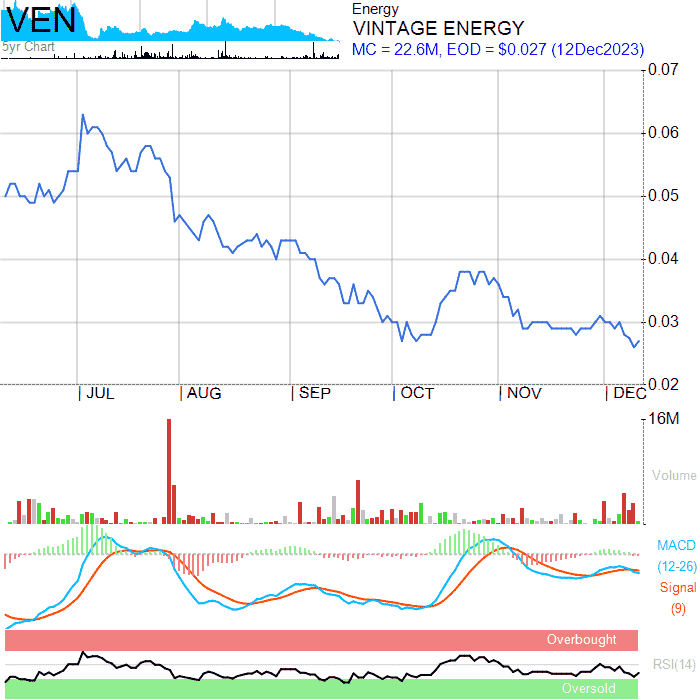 VEN
5yr Chart
Energy
VINTAGE ENERGY
MC = 22.6M, EOD = $0.027 (12Dec2023)
0.07
0.06
0.05
0.04
0.03
0.02
JUL AUG SEP OCT NOV DEC
16M
Volume
MACD
(12-26)
Signal
(9)
Overbought
RSI(14)
Oversold